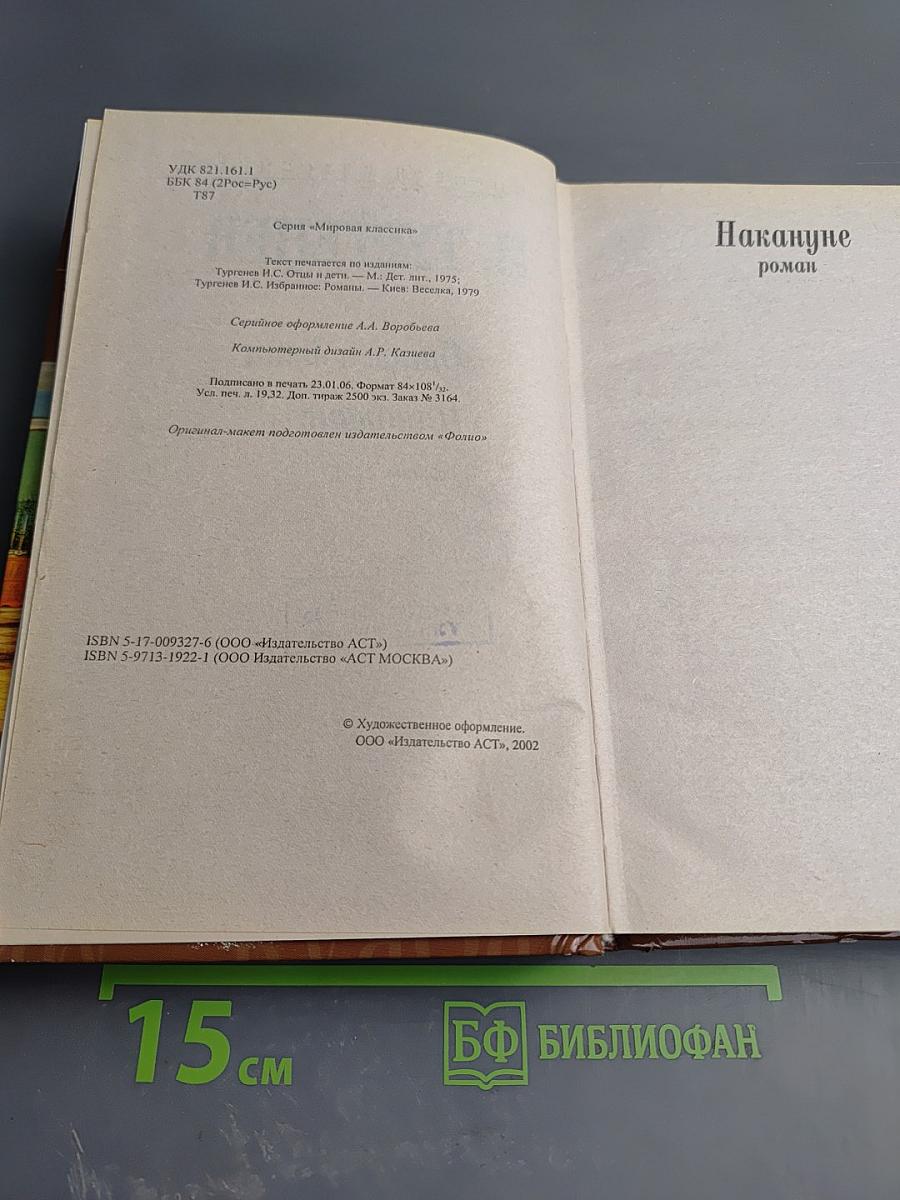 УДК 821.161.1
ББК 84 (2Рос=Рус)
Т87
Серия «Мировая классика»
Текст печатается по изданиям:
Тургенев И.С. Отцы и дети. — М.: Дет. лит., 1975;
Тургенев И.С. Избранное: Романы. — Киев: Веселка, 1979
Серийное оформление А.А. Воробьева
Компьютерный дизайн А.Р. Казиева
Подписано в печать 23.01.06. Формат 84×108¹/₃₂.
Усл. печ. л. 19,32. Доп. тираж 2500 экз. Заказ № 3164.
Оригинал-макет подготовлен издательством «Фолио»
ISBN 5-17-009327-6 (ООО «Издательство АСТ»)
ISBN 5-9713-1922-1 (ООО Издательство «АСТ МОСКВА»)
© Художественное оформление.
ООО «Издательство АСТ», 2002
Накануне
роман
15 см
БФ БИБЛИОФАН